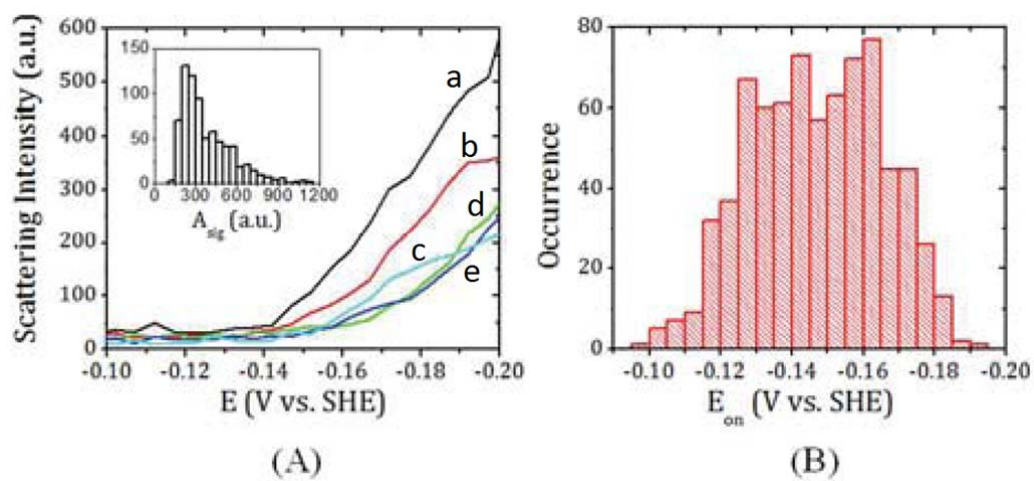 600
500
400
300
200
100
0
Scattering Intensity (a.u.)
150
100
50
0
0 300 600 900 1200
A sig (a.u.)
a
b
c
d
e
-0.10 -0.12 -0.14 -0.16 -0.18 -0.20
E (V vs. SHE)
(A)
80
60
40
20
0
Occurrence
-0.10 -0.12 -0.14 -0.16 -0.18 -0.20
E on (V vs. SHE)
(B)